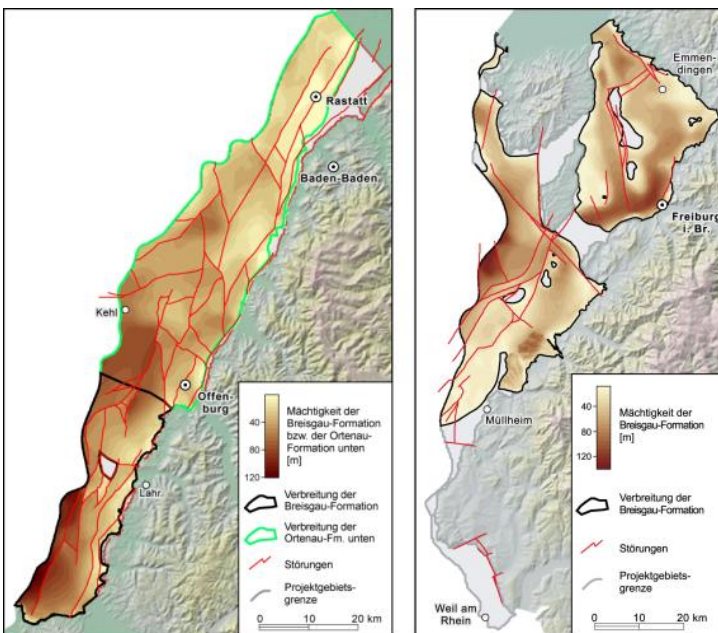 Rastatt
Baden-Baden
Kehl
Offen-
burg
Lahr
40
80
120
Mächtigkeit der
Breisgau-Formation
bzw. der Ortenau-
Formation unten
[m]
Verbreitung der
Breisgau-Formation
Verbreitung der
Ortenau-Fm. unten
Störungen
Projektgebiets-
grenze
0 10 20 km
Emmen-
dingen
Freiburg
i. Br.
Müllheim
Weil am
Rhein
40
80
120
Mächtigkeit der
Breisgau-Formation
[m]
Verbreitung der
Breisgau-Formation
Störungen
Projektgebiets-
grenze
0 10 20 km